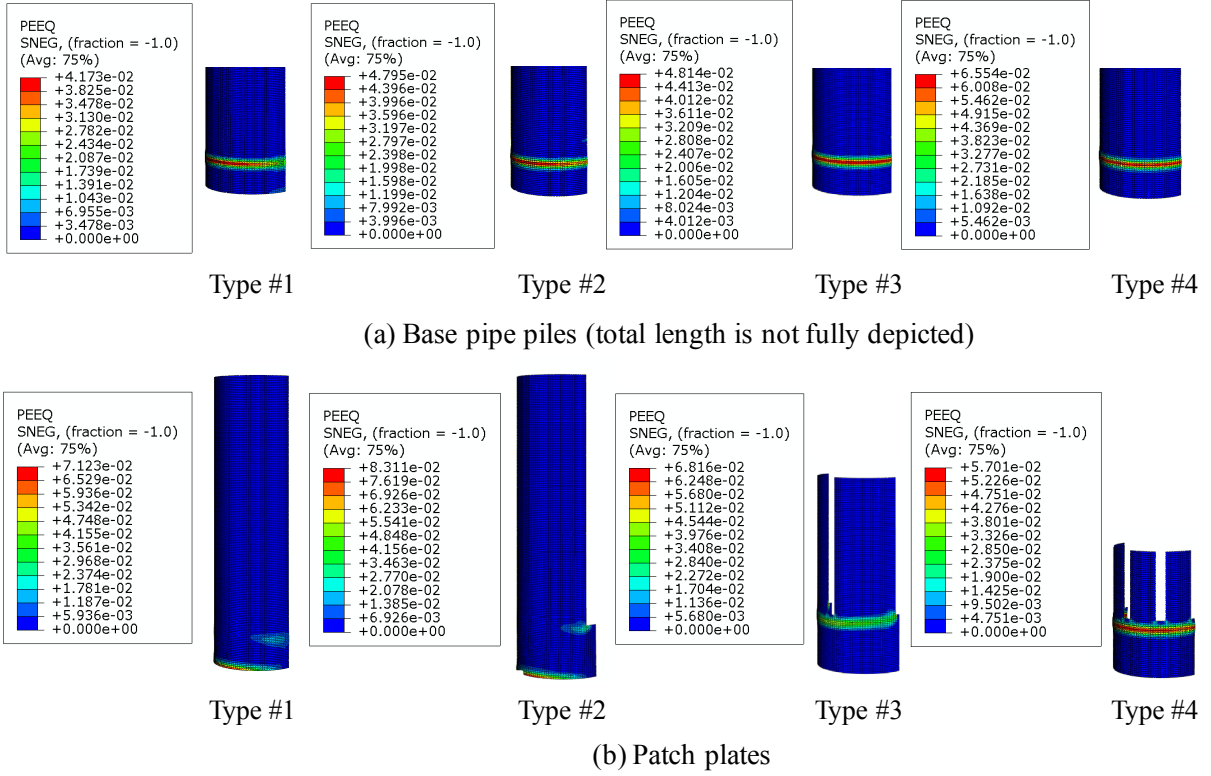 PEEQ
SNEG, (fraction = -1.0)
(Avg: 75%)
+4.173e-02
+3.825e-02
+3.478e-02
+3.130e-02
+2.782e-02
+2.434e-02
+2.087e-02
+1.739e-02
+1.391e-02
+1.043e-02
+6.955e-03
+3.478e-03
+0.000e+00
Type #1
PEEQ
SNEG, (fraction = -1.0)
(Avg: 75%)
+4.795e-02
+4.396e-02
+3.996e-02
+3.596e-02
+3.197e-02
+2.797e-02
+2.398e-02
+1.998e-02
+1.598e-02
+1.199e-02
+7.992e-03
+3.996e-03
+0.000e+00
Type #2
PEEQ
SNEG, (fraction = -1.0)
(Avg: 75%)
+4.814e-02
+4.413e-02
+4.012e-02
+3.611e-02
+3.209e-02
+2.808e-02
+2.407e-02
+2.006e-02
+1.605e-02
+1.204e-02
+8.024e-03
+4.012e-03
+0.000e+00
Type #3
PEEQ
SNEG, (fraction = -1.0)
(Avg: 75%)
+6.554e-02
+6.008e-02
+5.462e-02
+4.915e-02
+4.369e-02
+3.823e-02
+3.277e-02
+2.731e-02
+2.185e-02
+1.638e-02
+1.092e-02
+5.462e-03
+0.000e+00
Type #4
(a) Base pipe piles (total length is not fully depicted)
PEEQ
SNEG, (fraction = -1.0)
(Avg: 75%)
+7.123e-02
+6.529e-02
+5.936e-02
+5.342e-02
+4.748e-02
+4.155e-02
+3.561e-02
+2.968e-02
+2.374e-02
+1.781e-02
+1.187e-02
+5.936e-03
+0.000e+00
Type #1
PEEQ
SNEG, (fraction = -1.0)
(Avg: 75%)
+8.311e-02
+7.619e-02
+6.926e-02
+6.233e-02
+5.541e-02
+4.848e-02
+4.156e-02
+3.463e-02
+2.770e-02
+2.078e-02
+1.385e-02
+6.926e-03
+0.000e+00
Type #2
PEEQ
SNEG, (fraction = -1.0)
(Avg: 75%)
+6.816e-02
+6.248e-02
+5.680e-02
+5.112e-02
+4.544e-02
+3.976e-02
+3.408e-02
+2.840e-02
+2.272e-02
+1.704e-02
+1.136e-02
+5.680e-03
+0.000e+00
Type #3
PEEQ
SNEG, (fraction = -1.0)
(Avg: 75%)
+5.701e-02
+5.226e-02
+4.751e-02
+4.276e-02
+3.801e-02
+3.326e-02
+2.850e-02
+2.375e-02
+1.900e-02
+1.425e-02
+9.502e-03
+4.751e-03
+0.000e+00
Type #4
(b) Patch plates